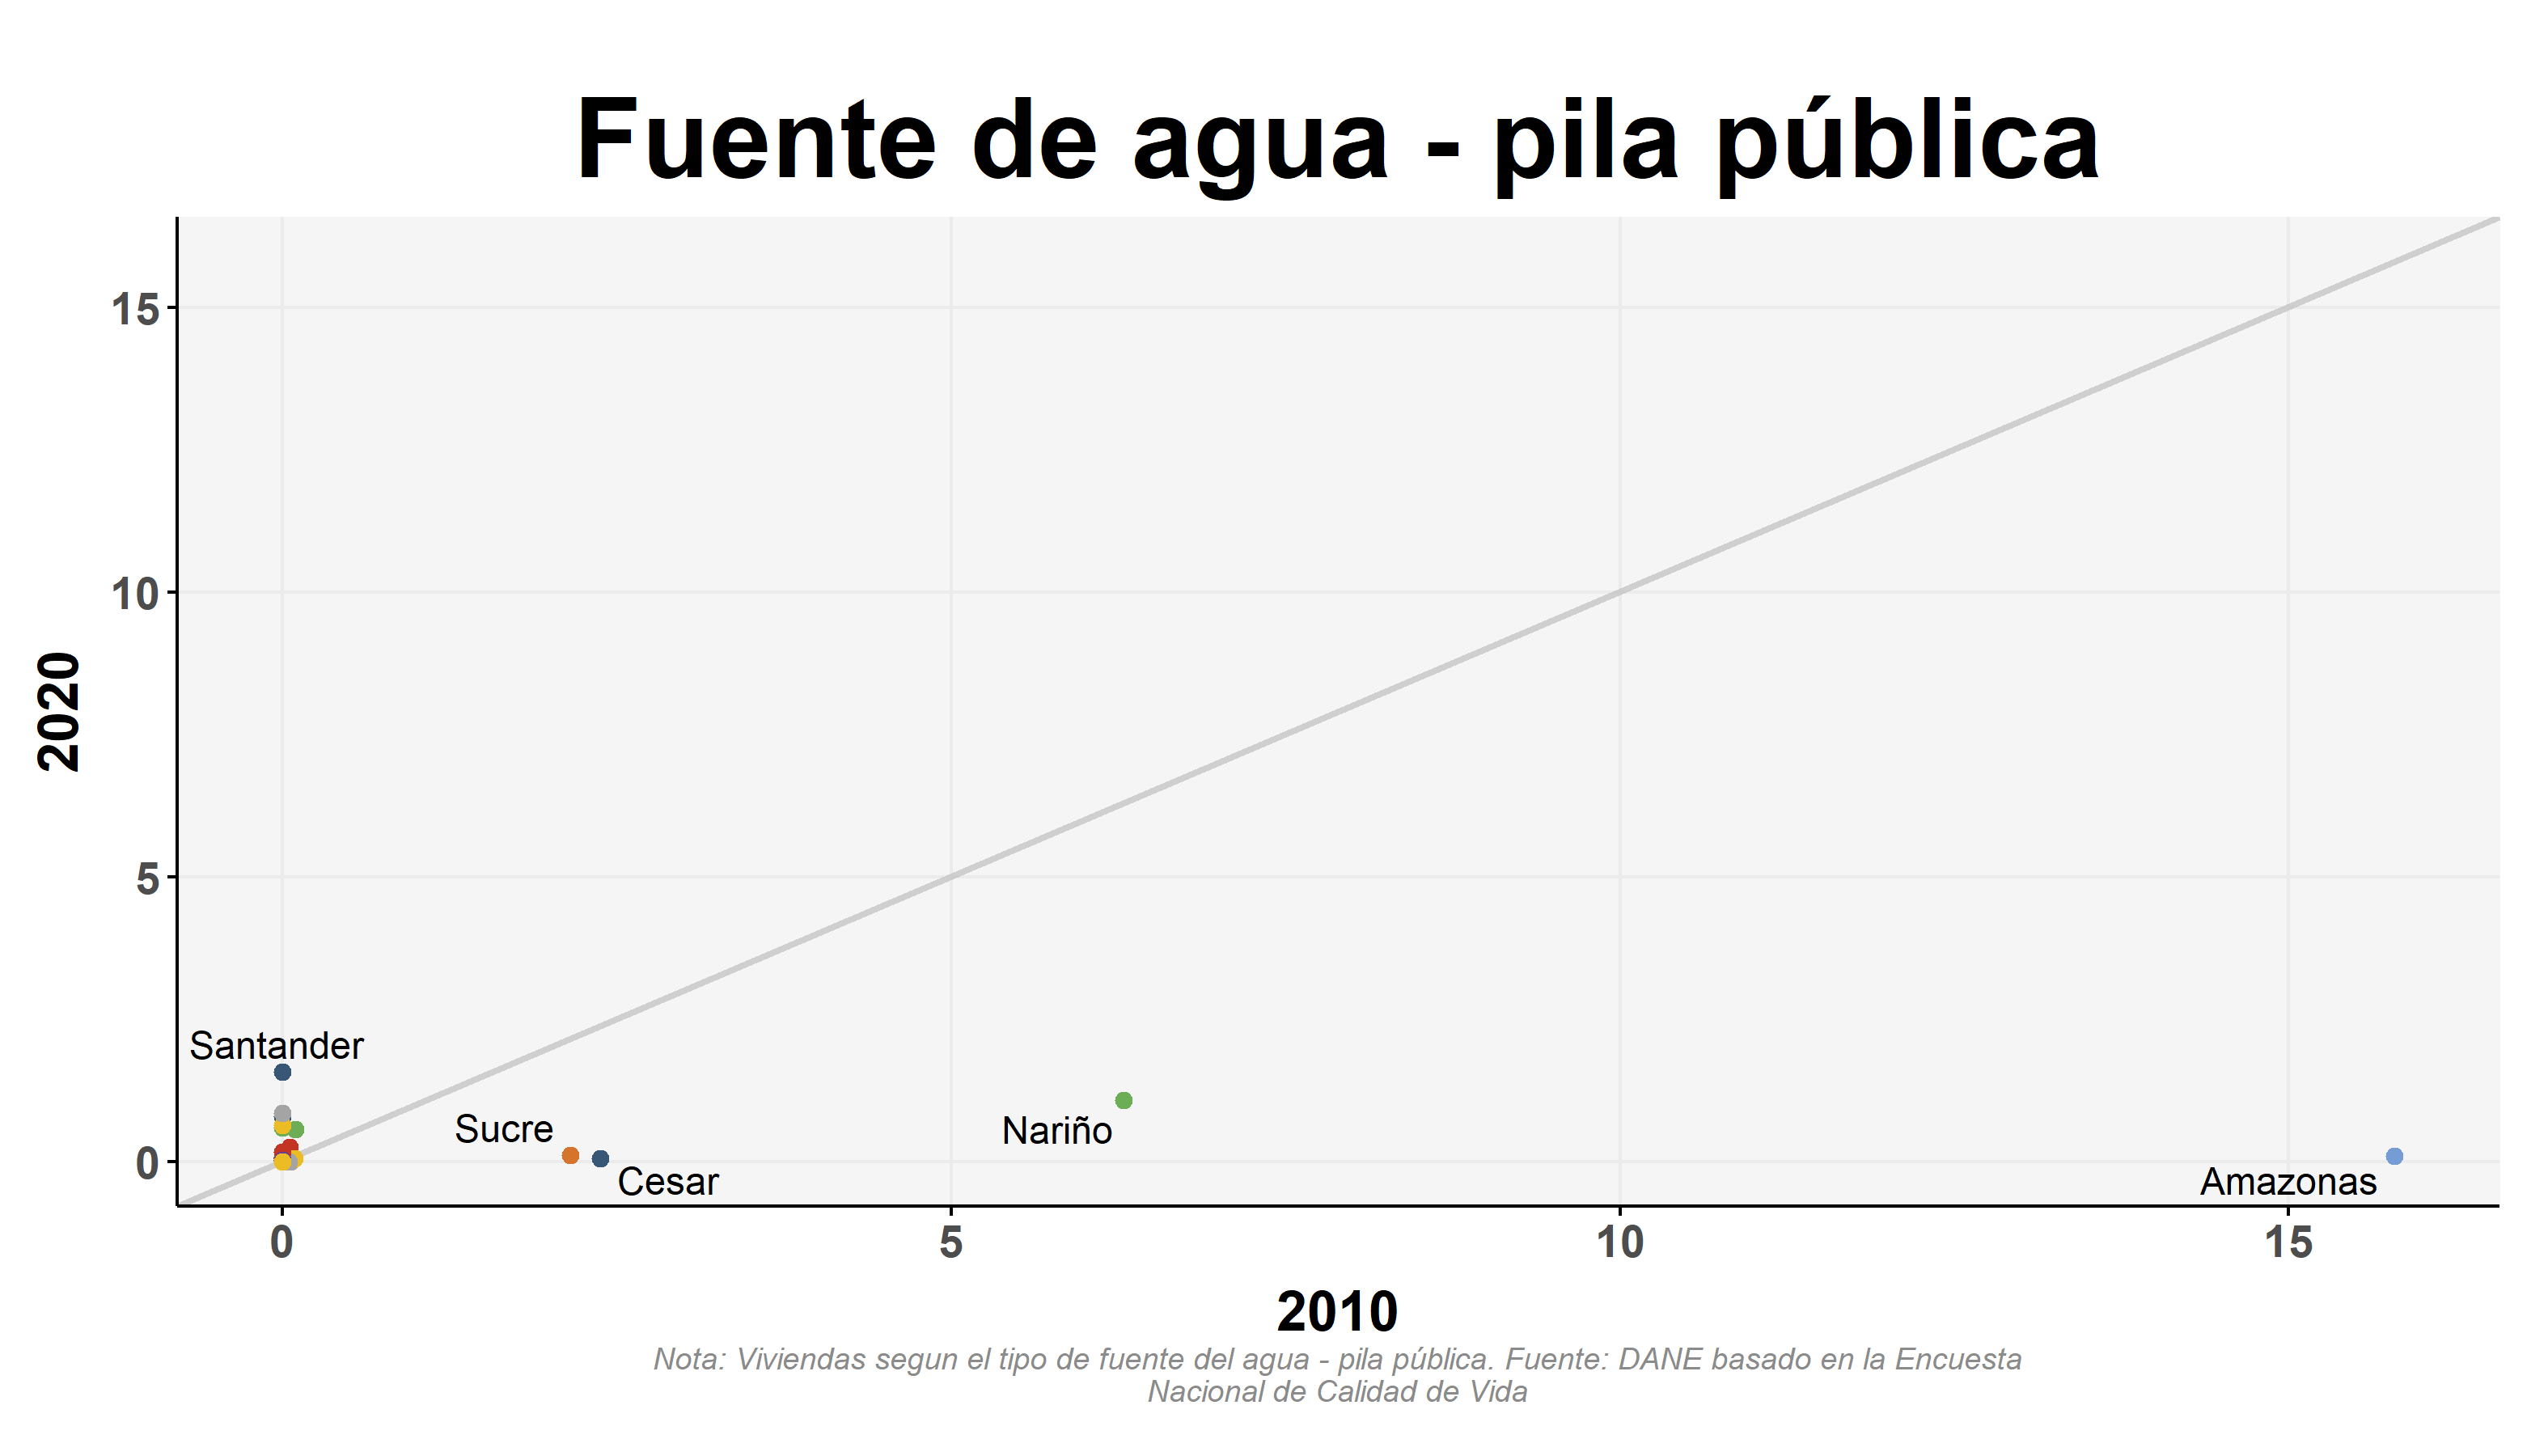 Fuente de agua - pila pública
15
10
5
0
2020
Santander
Sucre
Cesar
Nariño
Amazonas
0
5
10
15
2010
Nota: Viviendas segun el tipo de fuente del agua - pila pública. Fuente: DANE basado en la Encuesta
Nacional de Calidad de Vida